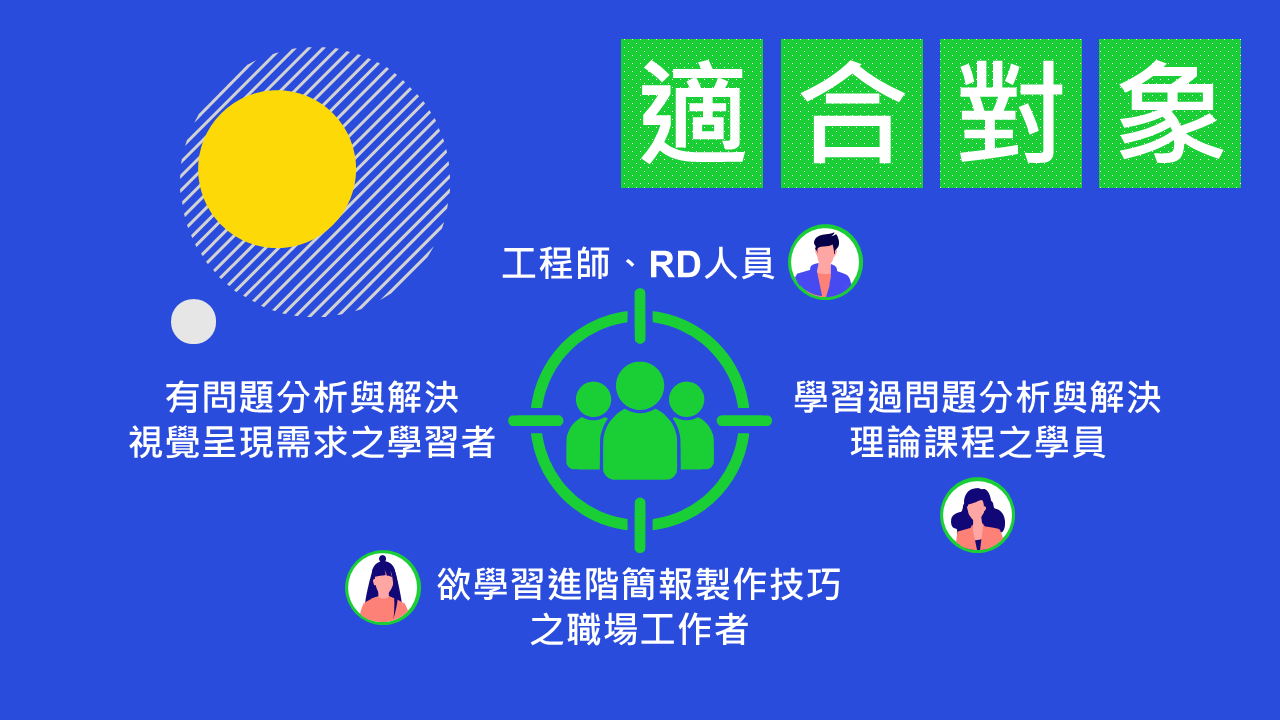 適合對象
工程師、RD人員
有問題分析與解決
視覺呈現需求之學習者
學習過問題分析與解決
理論課程之學員
欲學習進階簡報製作技巧
之職場工作者